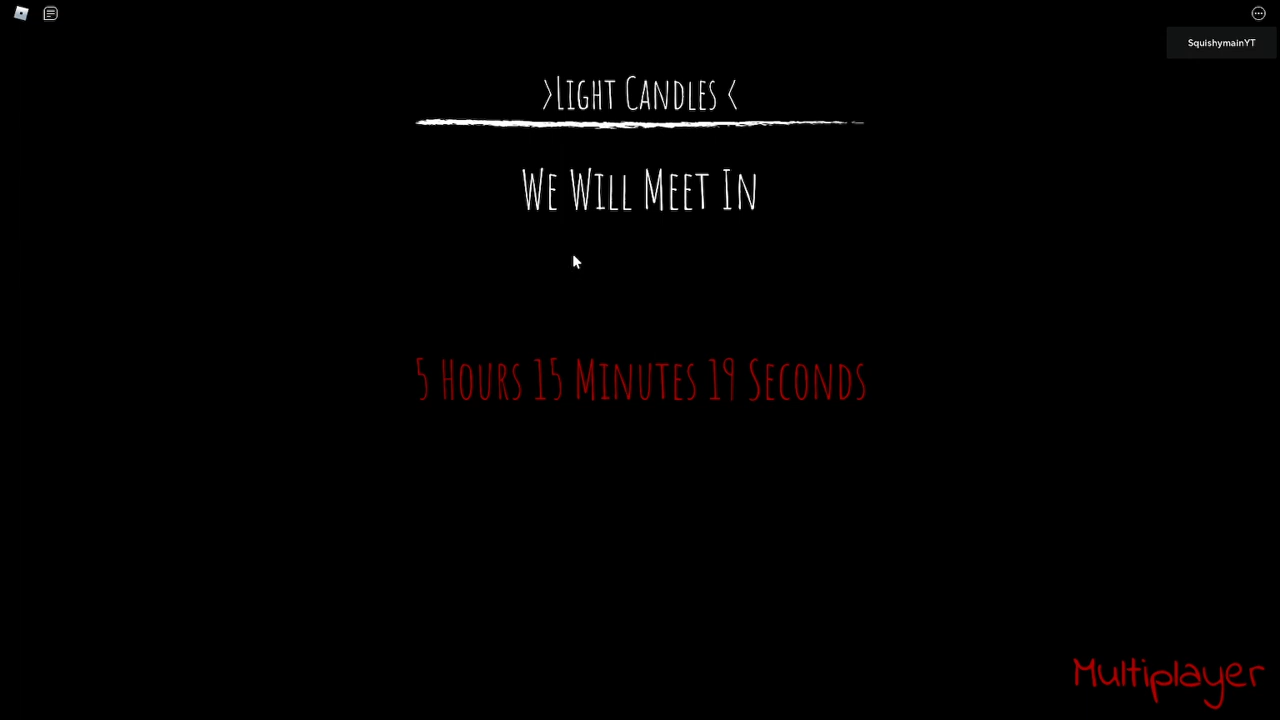 SquishymainYT
>Light Candles <
We Will Meet In
5 Hours 15 Minutes 19 Seconds
Multiplayer